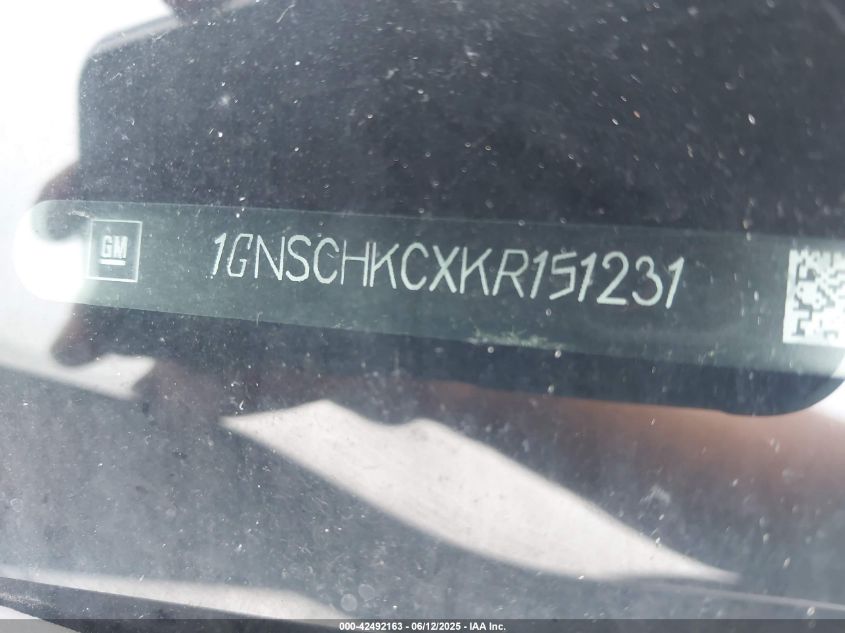 GM
1GNSCHKCXKR151231
000-42492163 - 06/12/2025 - IAA Inc.